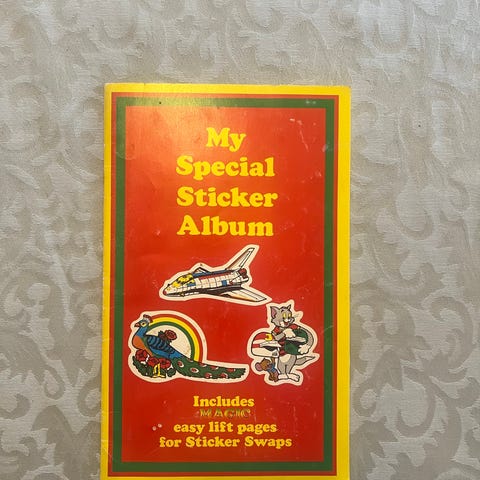 My
Special
Sticker
Album
Includes
MAGIC
easy lift pages
for Sticker Swaps